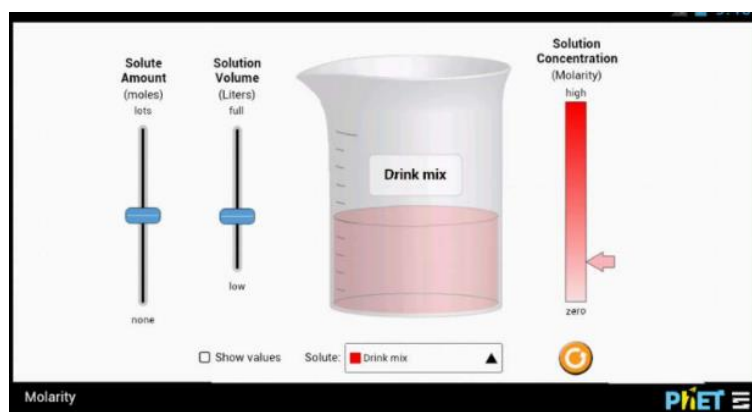 Solute
Amount
(moles)
lots
none
Solution
Volume
(Liters)
full
low
Drink mix
Solution
Concentration
(Molarity)
high
zero
Show values
Solute: Drink mix
Molarity
PhET